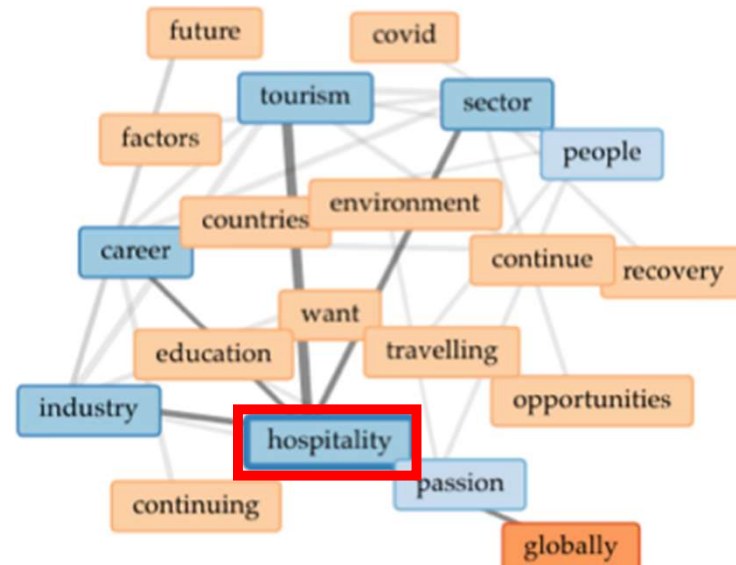 future
covid
tourism
sector
factors
people
environment
countries
career
continue
recovery
want
education
travelling
opportunities
industry
hospitality
passion
continuing
globally